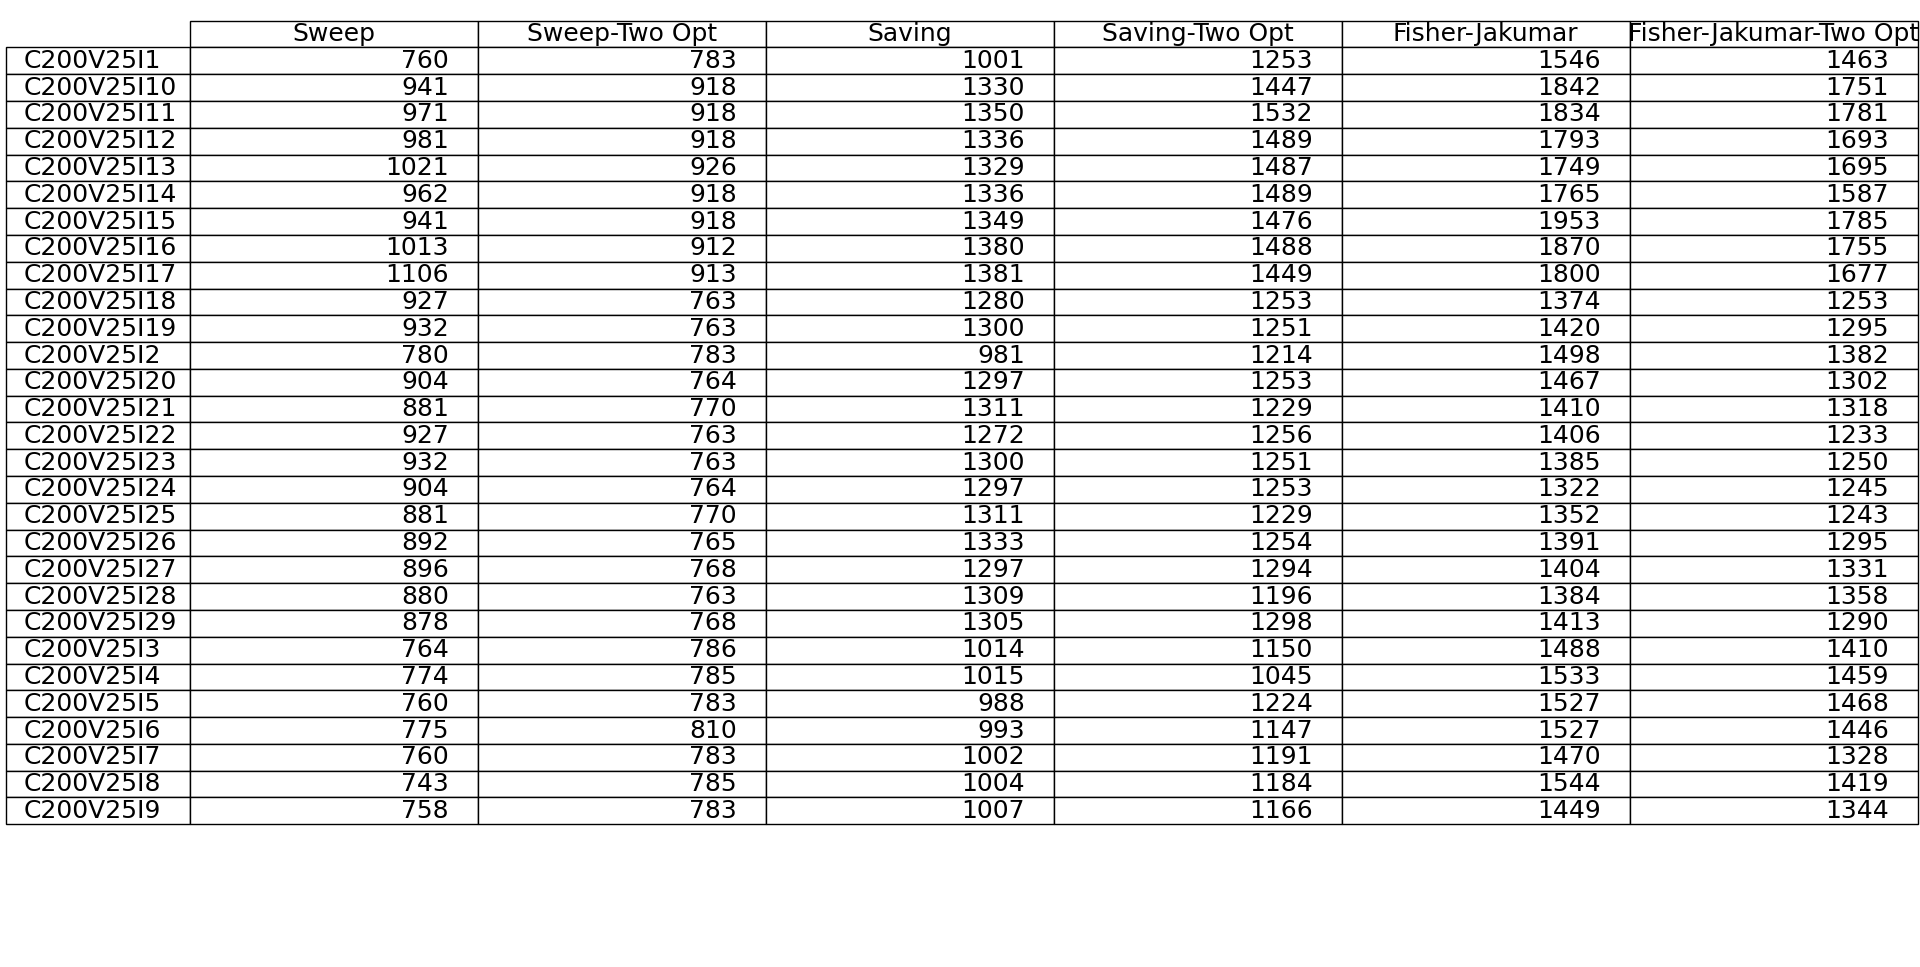 Sweep Sweep-Two Opt Saving Saving-Two Opt Fisher-Jakumar Fisher-Jakumar-Two Opt
C200V25I1 760 783 1001 1253 1546 1463
C200V25I10 941 918 1330 1447 1842 1751
C200V25I11 971 918 1350 1532 1834 1781
C200V25I12 981 918 1336 1489 1793 1693
C200V25I13 1021 926 1329 1487 1749 1695
C200V25I14 962 918 1336 1489 1765 1587
C200V25I15 941 918 1349 1476 1953 1785
C200V25I16 1013 912 1380 1488 1870 1755
C200V25I17 1106 913 1381 1449 1800 1677
C200V25I18 927 763 1280 1253 1374 1253
C200V25I19 932 763 1300 1251 1420 1295
C200V25I2 780 783 981 1214 1498 1382
C200V25I20 904 764 1297 1253 1467 1302
C200V25I21 881 770 1311 1229 1410 1318
C200V25I22 927 763 1272 1256 1406 1233
C200V25I23 932 763 1300 1251 1385 1250
C200V25I24 904 764 1297 1253 1322 1245
C200V25I25 881 770 1311 1229 1352 1243
C200V25I26 892 765 1333 1254 1391 1295
C200V25I27 896 768 1297 1294 1404 1331
C200V25I28 880 763 1309 1196 1384 1358
C200V25I29 878 768 1305 1298 1413 1290
C200V25I3 764 786 1014 1150 1488 1410
C200V25I4 774 785 1015 1045 1533 1459
C200V25I5 760 783 988 1224 1527 1468
C200V25I6 775 810 993 1147 1527 1446
C200V25I7 760 783 1002 1191 1470 1328
C200V25I8 743 785 1004 1184 1544 1419
C200V25I9 758 783 1007 1166 1449 1344